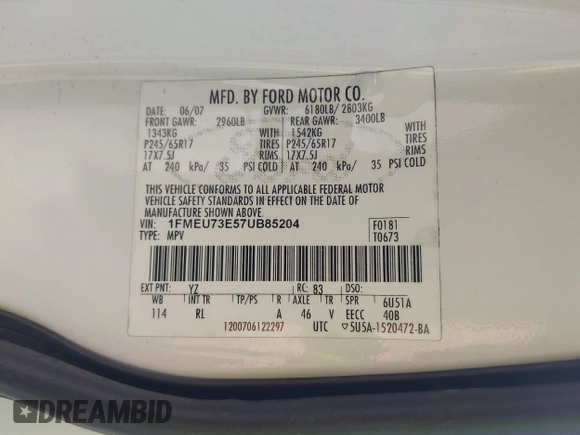 MFD. BY FORD MOTOR CO.
DATE: 06/07 GVWR: 6180LB/ 2803KG
FRONT GAWR: 2960LB REAR GAWR: 3400LB
1343KG WITH 1542KG WITH
P245/65R17 TIRES P245/65R17 TIRES
17X7.5J RIMS 17X7.5J RIMS
AT 240 kPa/ 35 PSI COLD AT 240 kPa/ 35 PSI COLD
THIS VEHICLE CONFORMS TO ALL APPLICABLE FEDERAL MOTOR
VEHICLE SAFETY STANDARDS IN EFFECT ON THE DATE OF
MANUFACTURE SHOWN ABOVE.
VIN: 1FMEU73E57UB85204 F0181
TYPE: MPV T0673
EXT PNT: YZ RC: 83 DSO:
WB INT TR TP/PS R AXLE TR SPR 6U51A
114 RL A 46 V EECC 40B
1200706122297 UTC ▽5U5A-1520472-BA
DREAMBID